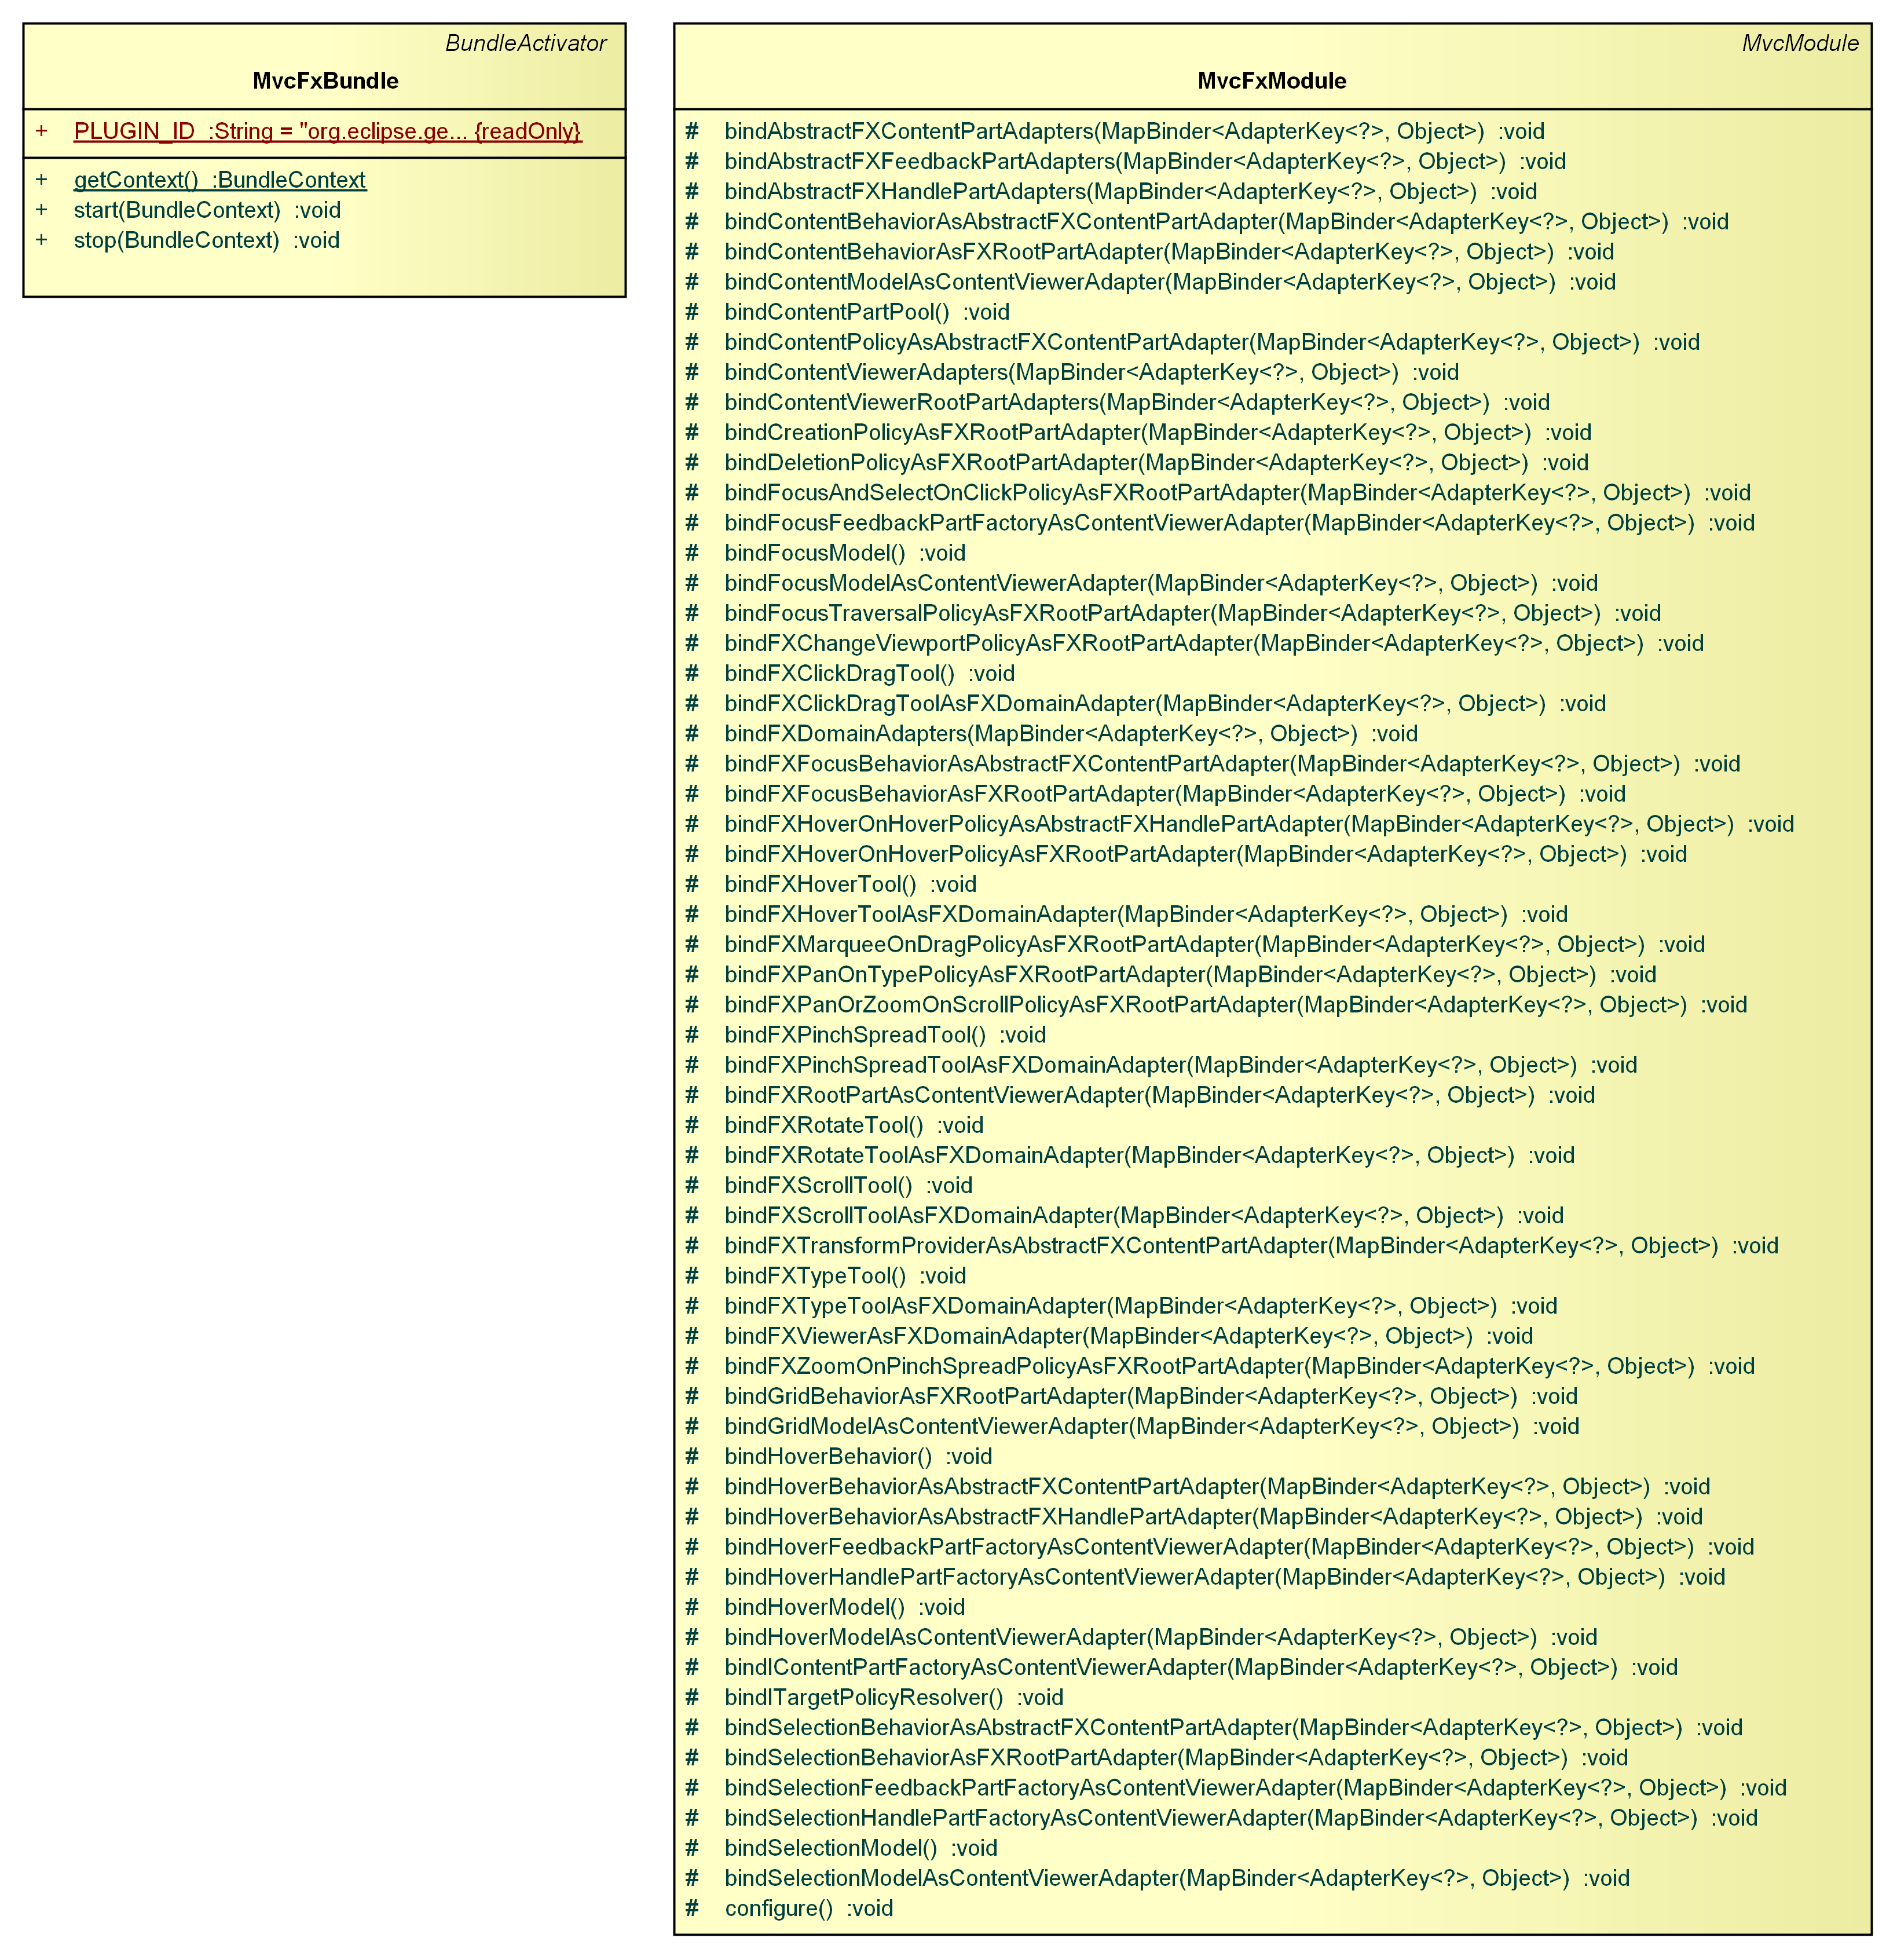 BundleActivator
MvcFxBundle
+ PLUGIN_ID :String = "org.eclipse.ge... {readOnly}
+ getContext() :BundleContext
+ start(BundleContext) :void
+ stop(BundleContext) :void
MvcModule
MvcFxModule
# bindAbstractFXContentPartAdapters(MapBinder<AdapterKey<?>, Object>) :void
# bindAbstractFXFeedbackPartAdapters(MapBinder<AdapterKey<?>, Object>) :void
# bindAbstractFXHandlePartAdapters(MapBinder<AdapterKey<?>, Object>) :void
# bindContentBehaviorAsAbstractFXContentPartAdapter(MapBinder<AdapterKey<?>, Object>) :void
# bindContentBehaviorAsFXRootPartAdapter(MapBinder<AdapterKey<?>, Object>) :void
# bindContentModelAsContentViewerAdapter(MapBinder<AdapterKey<?>, Object>) :void
# bindContentPartPool() :void
# bindContentPolicyAsAbstractFXContentPartAdapter(MapBinder<AdapterKey<?>, Object>) :void
# bindContentViewerAdapters(MapBinder<AdapterKey<?>, Object>) :void
# bindContentViewerRootPartAdapters(MapBinder<AdapterKey<?>, Object>) :void
# bindCreationPolicyAsFXRootPartAdapter(MapBinder<AdapterKey<?>, Object>) :void
# bindDeletionPolicyAsFXRootPartAdapter(MapBinder<AdapterKey<?>, Object>) :void
# bindFocusAndSelectOnClickPolicyAsFXRootPartAdapter(MapBinder<AdapterKey<?>, Object>) :void
# bindFocusFeedbackPartFactoryAsContentViewerAdapter(MapBinder<AdapterKey<?>, Object>) :void
# bindFocusModel() :void
# bindFocusModelAsContentViewerAdapter(MapBinder<AdapterKey<?>, Object>) :void
# bindFocusTraversalPolicyAsFXRootPartAdapter(MapBinder<AdapterKey<?>, Object>) :void
# bindFXChangeViewportPolicyAsFXRootPartAdapter(MapBinder<AdapterKey<?>, Object>) :void
# bindFXClickDragTool() :void
# bindFXClickDragToolAsFXDomainAdapter(MapBinder<AdapterKey<?>, Object>) :void
# bindFXDomainAdapters(MapBinder<AdapterKey<?>, Object>) :void
# bindFXFocusBehaviorAsAbstractFXContentPartAdapter(MapBinder<AdapterKey<?>, Object>) :void
# bindFXFocusBehaviorAsFXRootPartAdapter(MapBinder<AdapterKey<?>, Object>) :void
# bindFXHoverOnHoverPolicyAsAbstractFXHandlePartAdapter(MapBinder<AdapterKey<?>, Object>) :void
# bindFXHoverOnHoverPolicyAsFXRootPartAdapter(MapBinder<AdapterKey<?>, Object>) :void
# bindFXHoverTool() :void
# bindFXHoverToolAsFXDomainAdapter(MapBinder<AdapterKey<?>, Object>) :void
# bindFXMarqueeOnDragPolicyAsFXRootPartAdapter(MapBinder<AdapterKey<?>, Object>) :void
# bindFXPanOnTypePolicyAsFXRootPartAdapter(MapBinder<AdapterKey<?>, Object>) :void
# bindFXPanOrZoomOnScrollPolicyAsFXRootPartAdapter(MapBinder<AdapterKey<?>, Object>) :void
# bindFXPinchSpreadTool() :void
# bindFXPinchSpreadToolAsFXDomainAdapter(MapBinder<AdapterKey<?>, Object>) :void
# bindFXRootPartAsContentViewerAdapter(MapBinder<AdapterKey<?>, Object>) :void
# bindFXRotateTool() :void
# bindFXRotateToolAsFXDomainAdapter(MapBinder<AdapterKey<?>, Object>) :void
# bindFXScrollTool() :void
# bindFXScrollToolAsFXDomainAdapter(MapBinder<AdapterKey<?>, Object>) :void
# bindFXTransformProviderAsAbstractFXContentPartAdapter(MapBinder<AdapterKey<?>, Object>) :void
# bindFXTypeTool() :void
# bindFXTypeToolAsFXDomainAdapter(MapBinder<AdapterKey<?>, Object>) :void
# bindFXViewerAsFXDomainAdapter(MapBinder<AdapterKey<?>, Object>) :void
# bindFXZoomOnPinchSpreadPolicyAsFXRootPartAdapter(MapBinder<AdapterKey<?>, Object>) :void
# bindGridBehaviorAsFXRootPartAdapter(MapBinder<AdapterKey<?>, Object>) :void
# bindGridModelAsContentViewerAdapter(MapBinder<AdapterKey<?>, Object>) :void
# bindHoverBehavior() :void
# bindHoverBehaviorAsAbstractFXContentPartAdapter(MapBinder<AdapterKey<?>, Object>) :void
# bindHoverBehaviorAsAbstractFXHandlePartAdapter(MapBinder<AdapterKey<?>, Object>) :void
# bindHoverFeedbackPartFactoryAsContentViewerAdapter(MapBinder<AdapterKey<?>, Object>) :void
# bindHoverHandlePartFactoryAsContentViewerAdapter(MapBinder<AdapterKey<?>, Object>) :void
# bindHoverModel() :void
# bindHoverModelAsContentViewerAdapter(MapBinder<AdapterKey<?>, Object>) :void
# bindIContentPartFactoryAsContentViewerAdapter(MapBinder<AdapterKey<?>, Object>) :void
# bindITargetPolicyResolver() :void
# bindSelectionBehaviorAsAbstractFXContentPartAdapter(MapBinder<AdapterKey<?>, Object>) :void
# bindSelectionBehaviorAsFXRootPartAdapter(MapBinder<AdapterKey<?>, Object>) :void
# bindSelectionFeedbackPartFactoryAsContentViewerAdapter(MapBinder<AdapterKey<?>, Object>) :void
# bindSelectionHandlePartFactoryAsContentViewerAdapter(MapBinder<AdapterKey<?>, Object>) :void
# bindSelectionModel() :void
# bindSelectionModelAsContentViewerAdapter(MapBinder<AdapterKey<?>, Object>) :void
# configure() :void